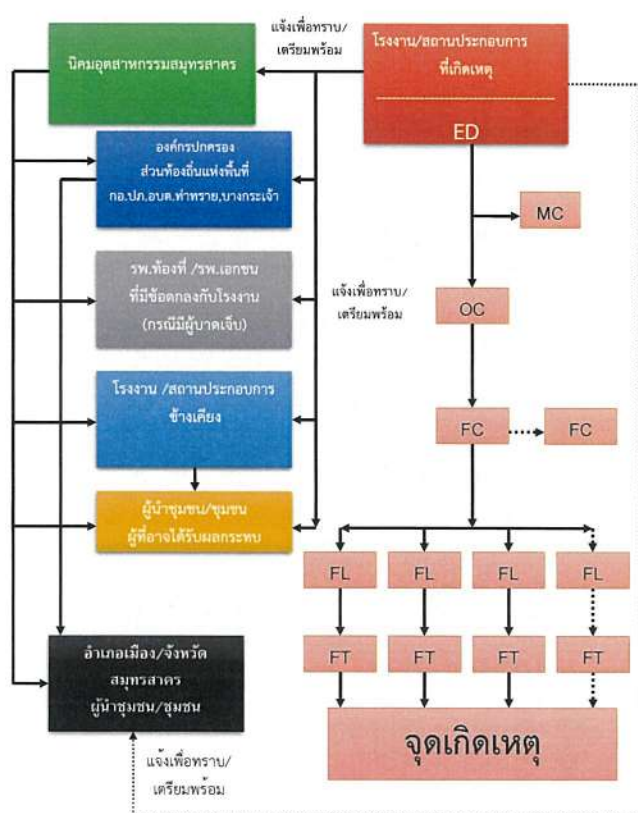 แจ้งเพื่อทราบ/
เตรียมพร้อม
นิคมอุตสาหกรรมสมุทรสาคร
โรงงาน/สถานประกอบการ
ที่เกิดเหตุ
ED
องค์กรปกครอง
ส่วนท้องถิ่นแห่งพื้นที่
กอ.ปภ.อบต.ท่าทราย,บางกระเจ้า
MC
รพ.ท้องที่ /รพ.เอกชน
ที่มีข้อตกลงกับโรงงาน
(กรณีมีผู้บาดเจ็บ)
แจ้งเพื่อทราบ/
เตรียมพร้อม
OC
โรงงาน /สถานประกอบการ
ข้างเคียง
FC
FC
ผู้นำชุมชน/ชุมชน
ผู้ที่อาจได้รับผลกระทบ
FL
FL
FL
FL
FT
FT
FT
FT
อำเภอเมือง/จังหวัด
สมุทรสาคร
ผู้นำชุมชน/ชุมชน
จุดเกิดเหตุ
แจ้งเพื่อทราบ/
เตรียมพร้อม